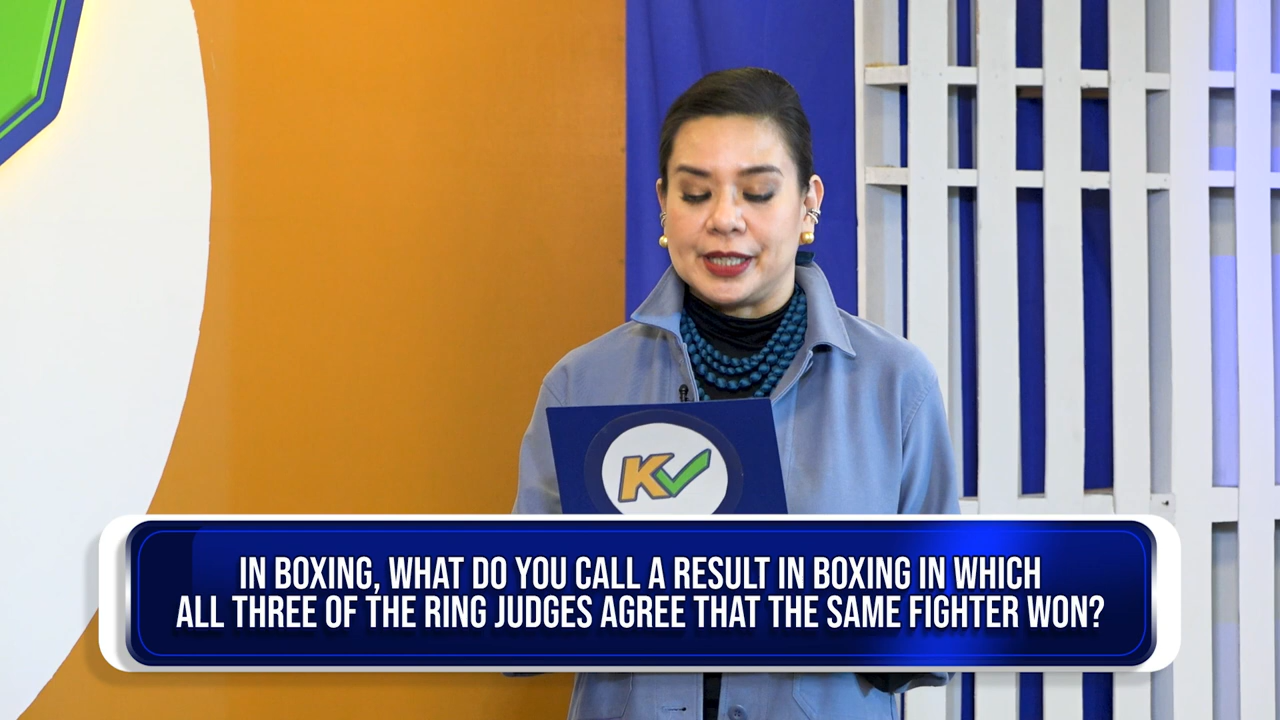 K
IN BOXING, WHAT DO YOU CALL A RESULT IN BOXING IN WHICH
ALL THREE OF THE RING JUDGES AGREE THAT THE SAME FIGHTER WON?